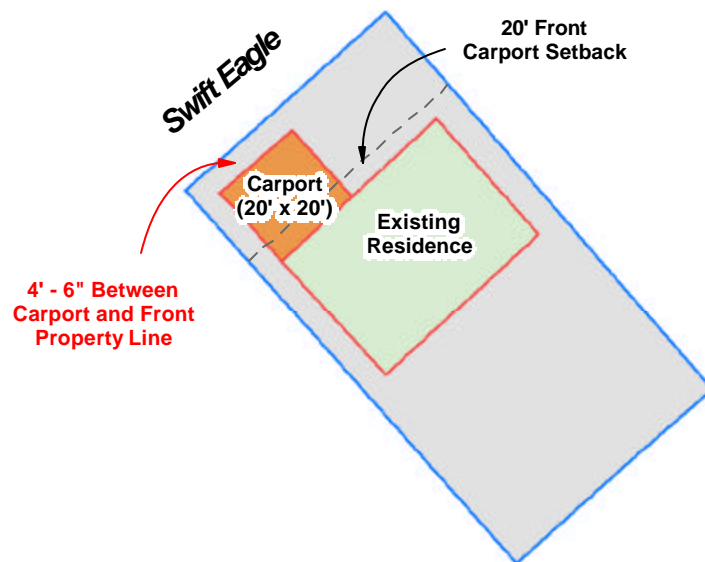 Swift Eagle
20' Front
Carport Setback
Carport
(20' x 20')
Existing
Residence
4' - 6" Between
Carport and Front
Property Line